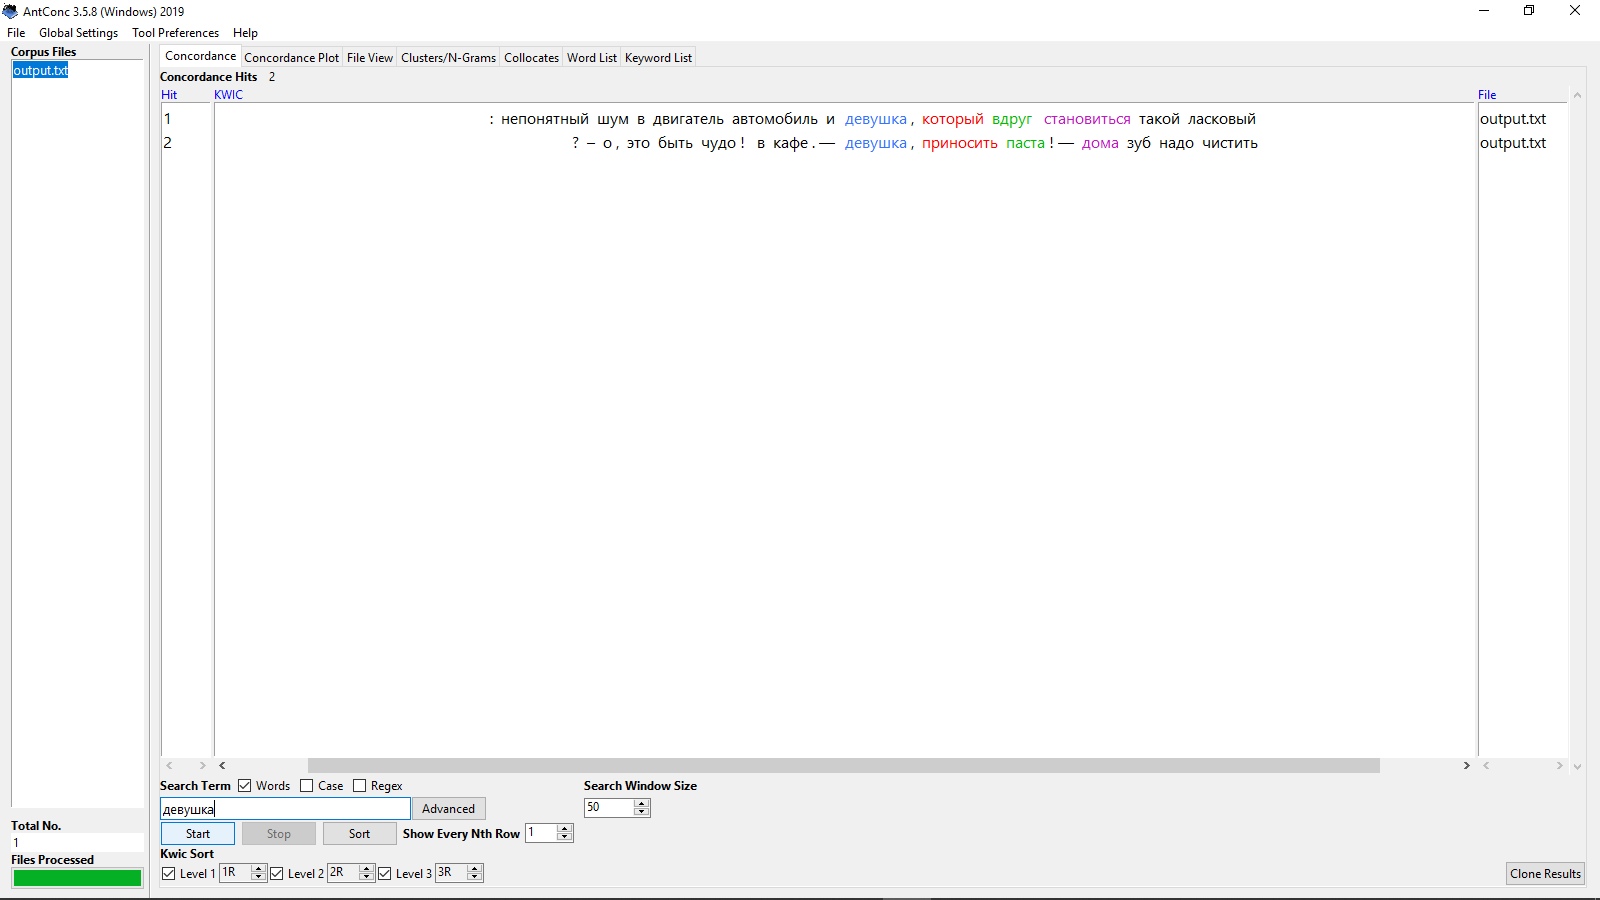 AntConc 3.5.8 (Windows) 2019
File Global Settings Tool Preferences Help
Corpus Files
output.txt
Concordance Concordance Plot File View Clusters/N-Grams Collocates Word List Keyword List
Concordance Hits 2
Hit KWIC File
1 : непонятный шум в двигатель автомобиль и девушка, который вдруг становиться такой ласковый output.txt
2 ? – о, это быть чудо! в кафе.— девушка, приносить паста!— дома зуб надо чистить output.txt
Search Term Words Case Regex Search Window Size
девушка Advanced 50
Start Stop Sort Show Every Nth Row 1
Kwic Sort
Level 1 1R Level 2 2R Level 3 3R
Clone Results
Total No.
1
Files Processed